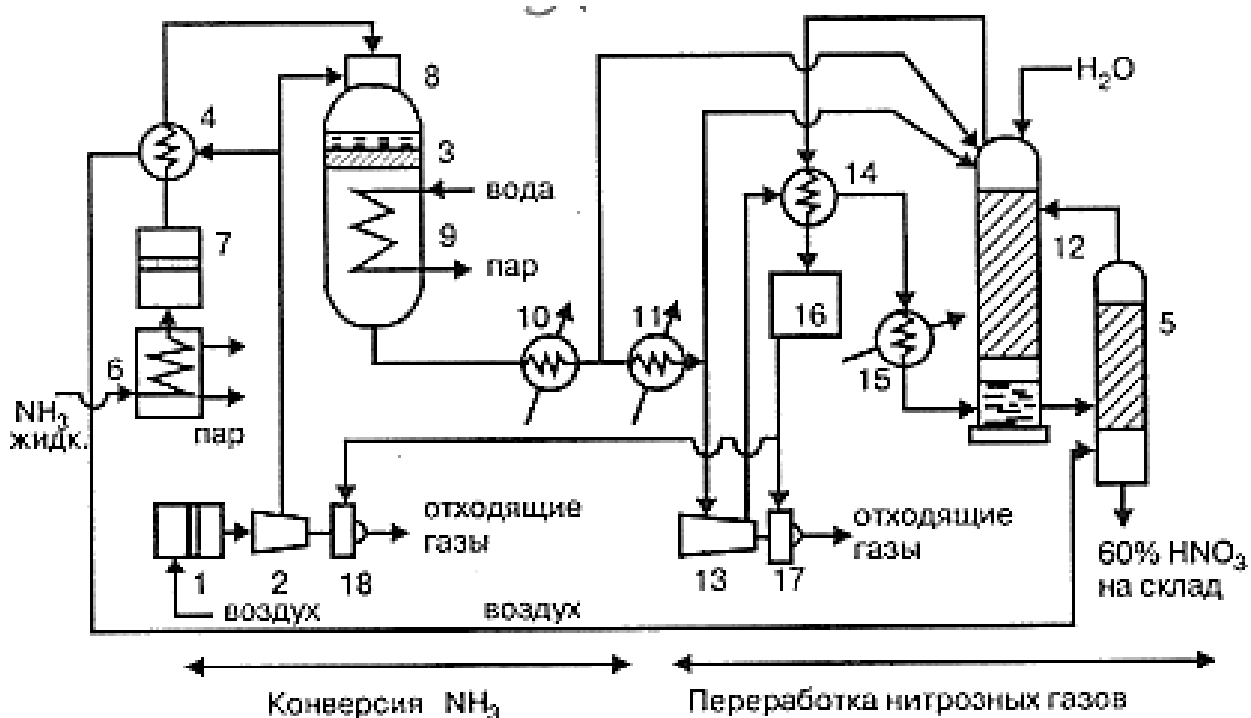 8
H₂O
4
3
14
вода
7
9
12
пар
10
11
16
5
6
15
NH₃
жидк.
пар
отходящие
газы
отходящие
газы
60% HNO₃
на склад
1
2
18
13
17
воздух
воздух
Конверсия NH₃
Переработка нитрозных газов